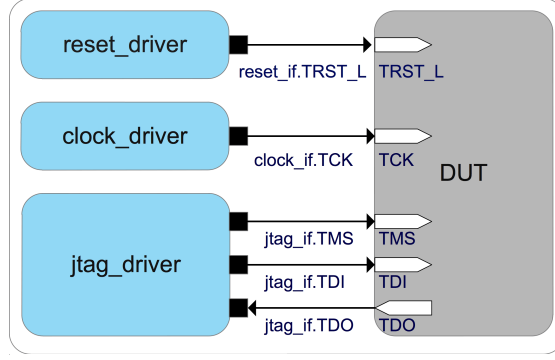 reset_driver
reset_if.TRST_L TRST_L
clock_driver
clock_if.TCK TCK
DUT
jtag_driver
jtag_if.TMS TMS
jtag_if.TDI TDI
jtag_if.TDO TDO